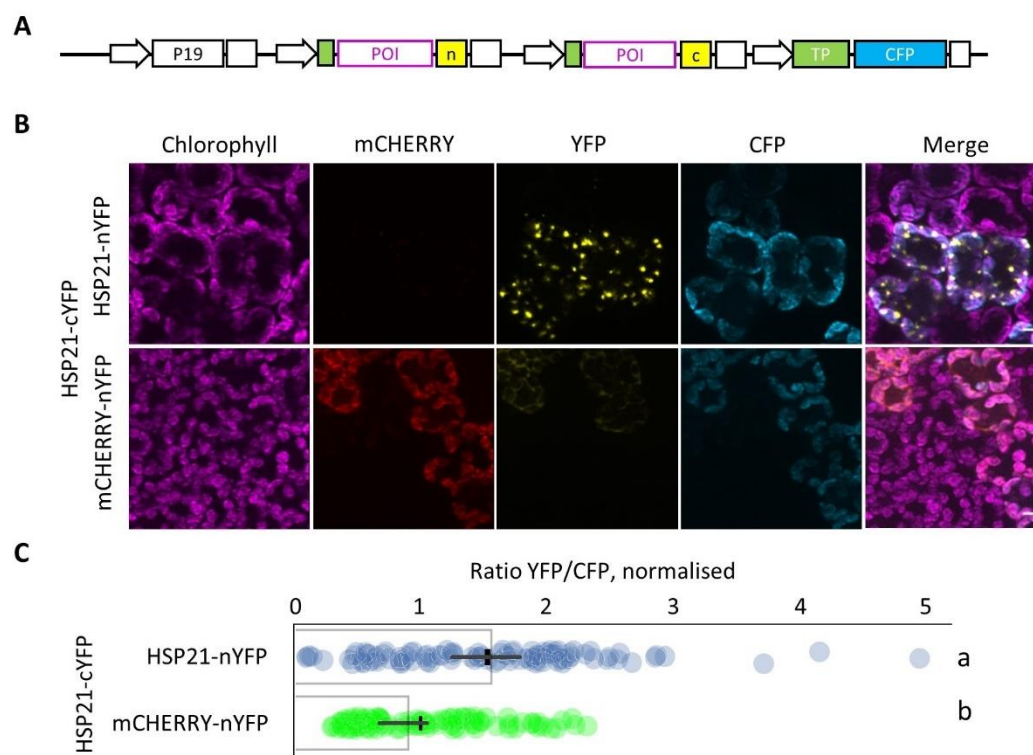 A
P19 POI n POI c TP CFP
B
Chlorophyll mCHERRY YFP CFP Merge
HSP21-cYFP
HSP21-nYFP
mCHERRY-nYFP
C
Ratio YFP/CFP, normalised
0 1 2 3 4 5
HSP21-cYFP
HSP21-nYFP a
mCHERRY-nYFP b